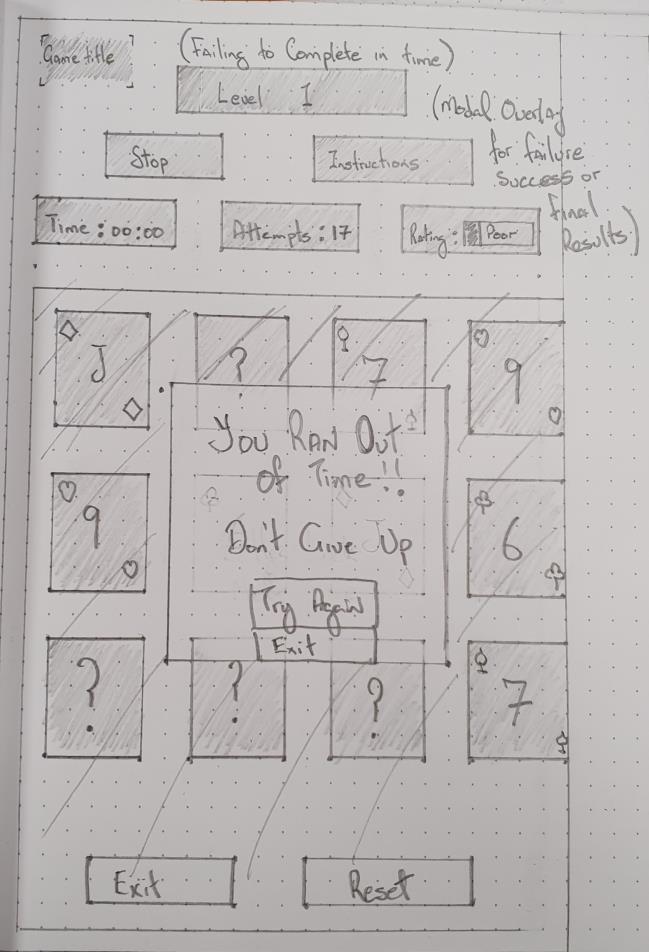 Game title
(Failing to Complete in time)
Level 1
(Modal Overlay
for failure
success or
final
Results)
Stop
Instructions
Time : 00:00
Attempts : 17
Rating : Poor
J
?
7
9
You Ran Out
of Time!!
Don't Give Up
Try Again
Exit
9
J
6
?
?
?
7
Exit
Reset